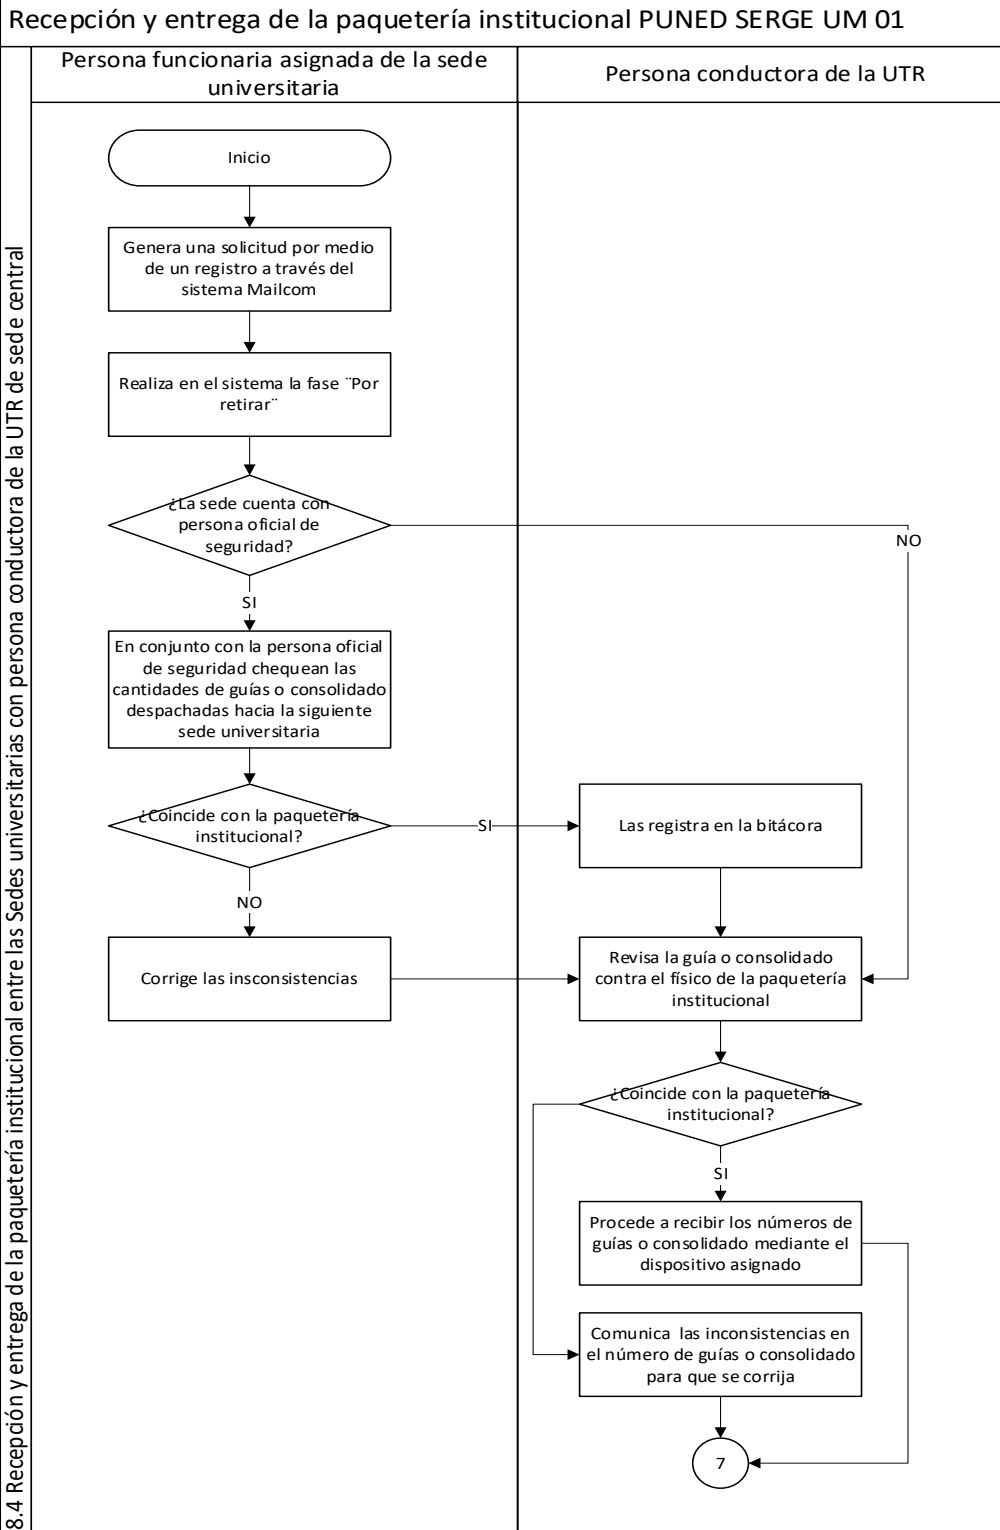 Recepción y entrega de la paquetería institucional PUNED SERGE UM 01
8.4 Recepción y entrega de la paquetería institucional entre las Sedes universitarias con persona conductora de la UTR de sede central
Persona funcionaria asignada de la sede
universitaria
Persona conductora de la UTR
Inicio
Genera una solicitud por medio
de un registro a través del
sistema Mailcom
Realiza en el sistema la fase ¨Por
retirar¨
¿La sede cuenta con
persona oficial de
seguridad?
NO
SI
En conjunto con la persona oficial
de seguridad chequean las
cantidades de guías o consolidado
despachadas hacia la siguiente
sede universitaria
¿Coincide con la paquetería
institucional?
SI
Las registra en la bitácora
NO
Corrige las insconsistencias
Revisa la guía o consolidado
contra el físico de la paquetería
institucional
¿Coincide con la paquetería
institucional?
SI
Procede a recibir los números de
guías o consolidado mediante el
dispositivo asignado
Comunica  las inconsistencias en
el número de guías o consolidado
para que se corrija
7